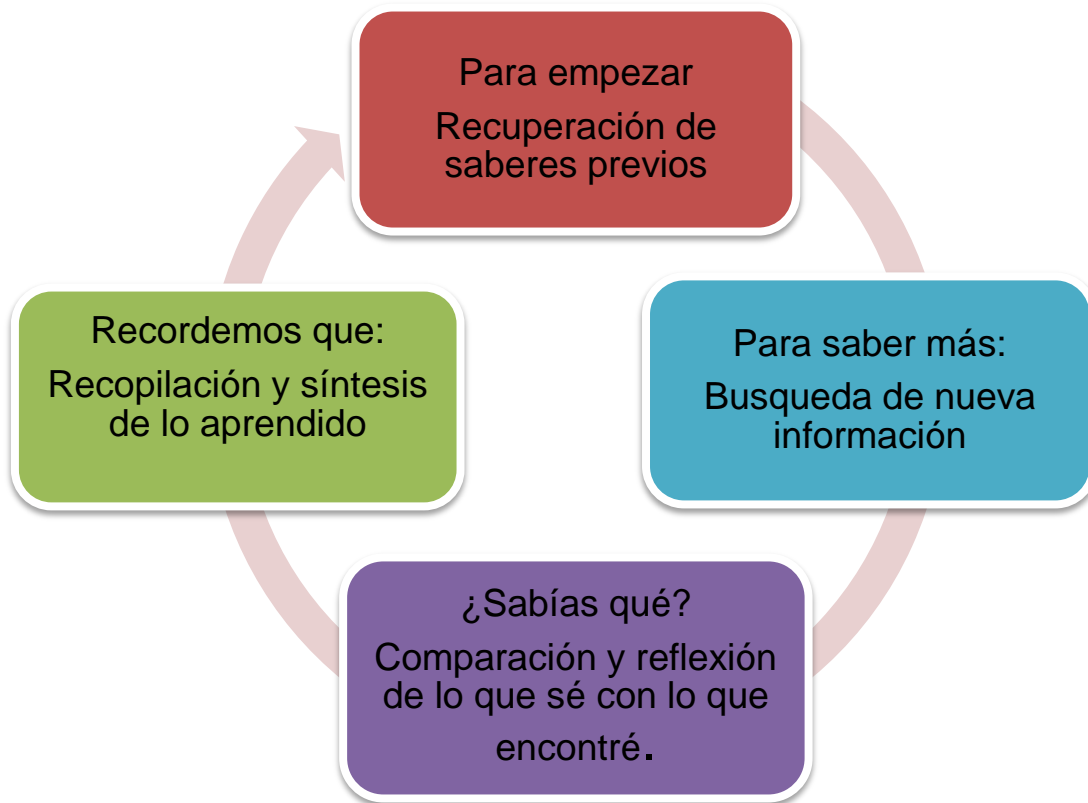 Para empezar
Recuperación de
saberes previos
Para saber más:
Busqueda de nueva
información
¿Sabías qué?
Comparación y reflexión
de lo que sé con lo que
encontré.
Recordemos que:
Recopilación y síntesis
de lo aprendido